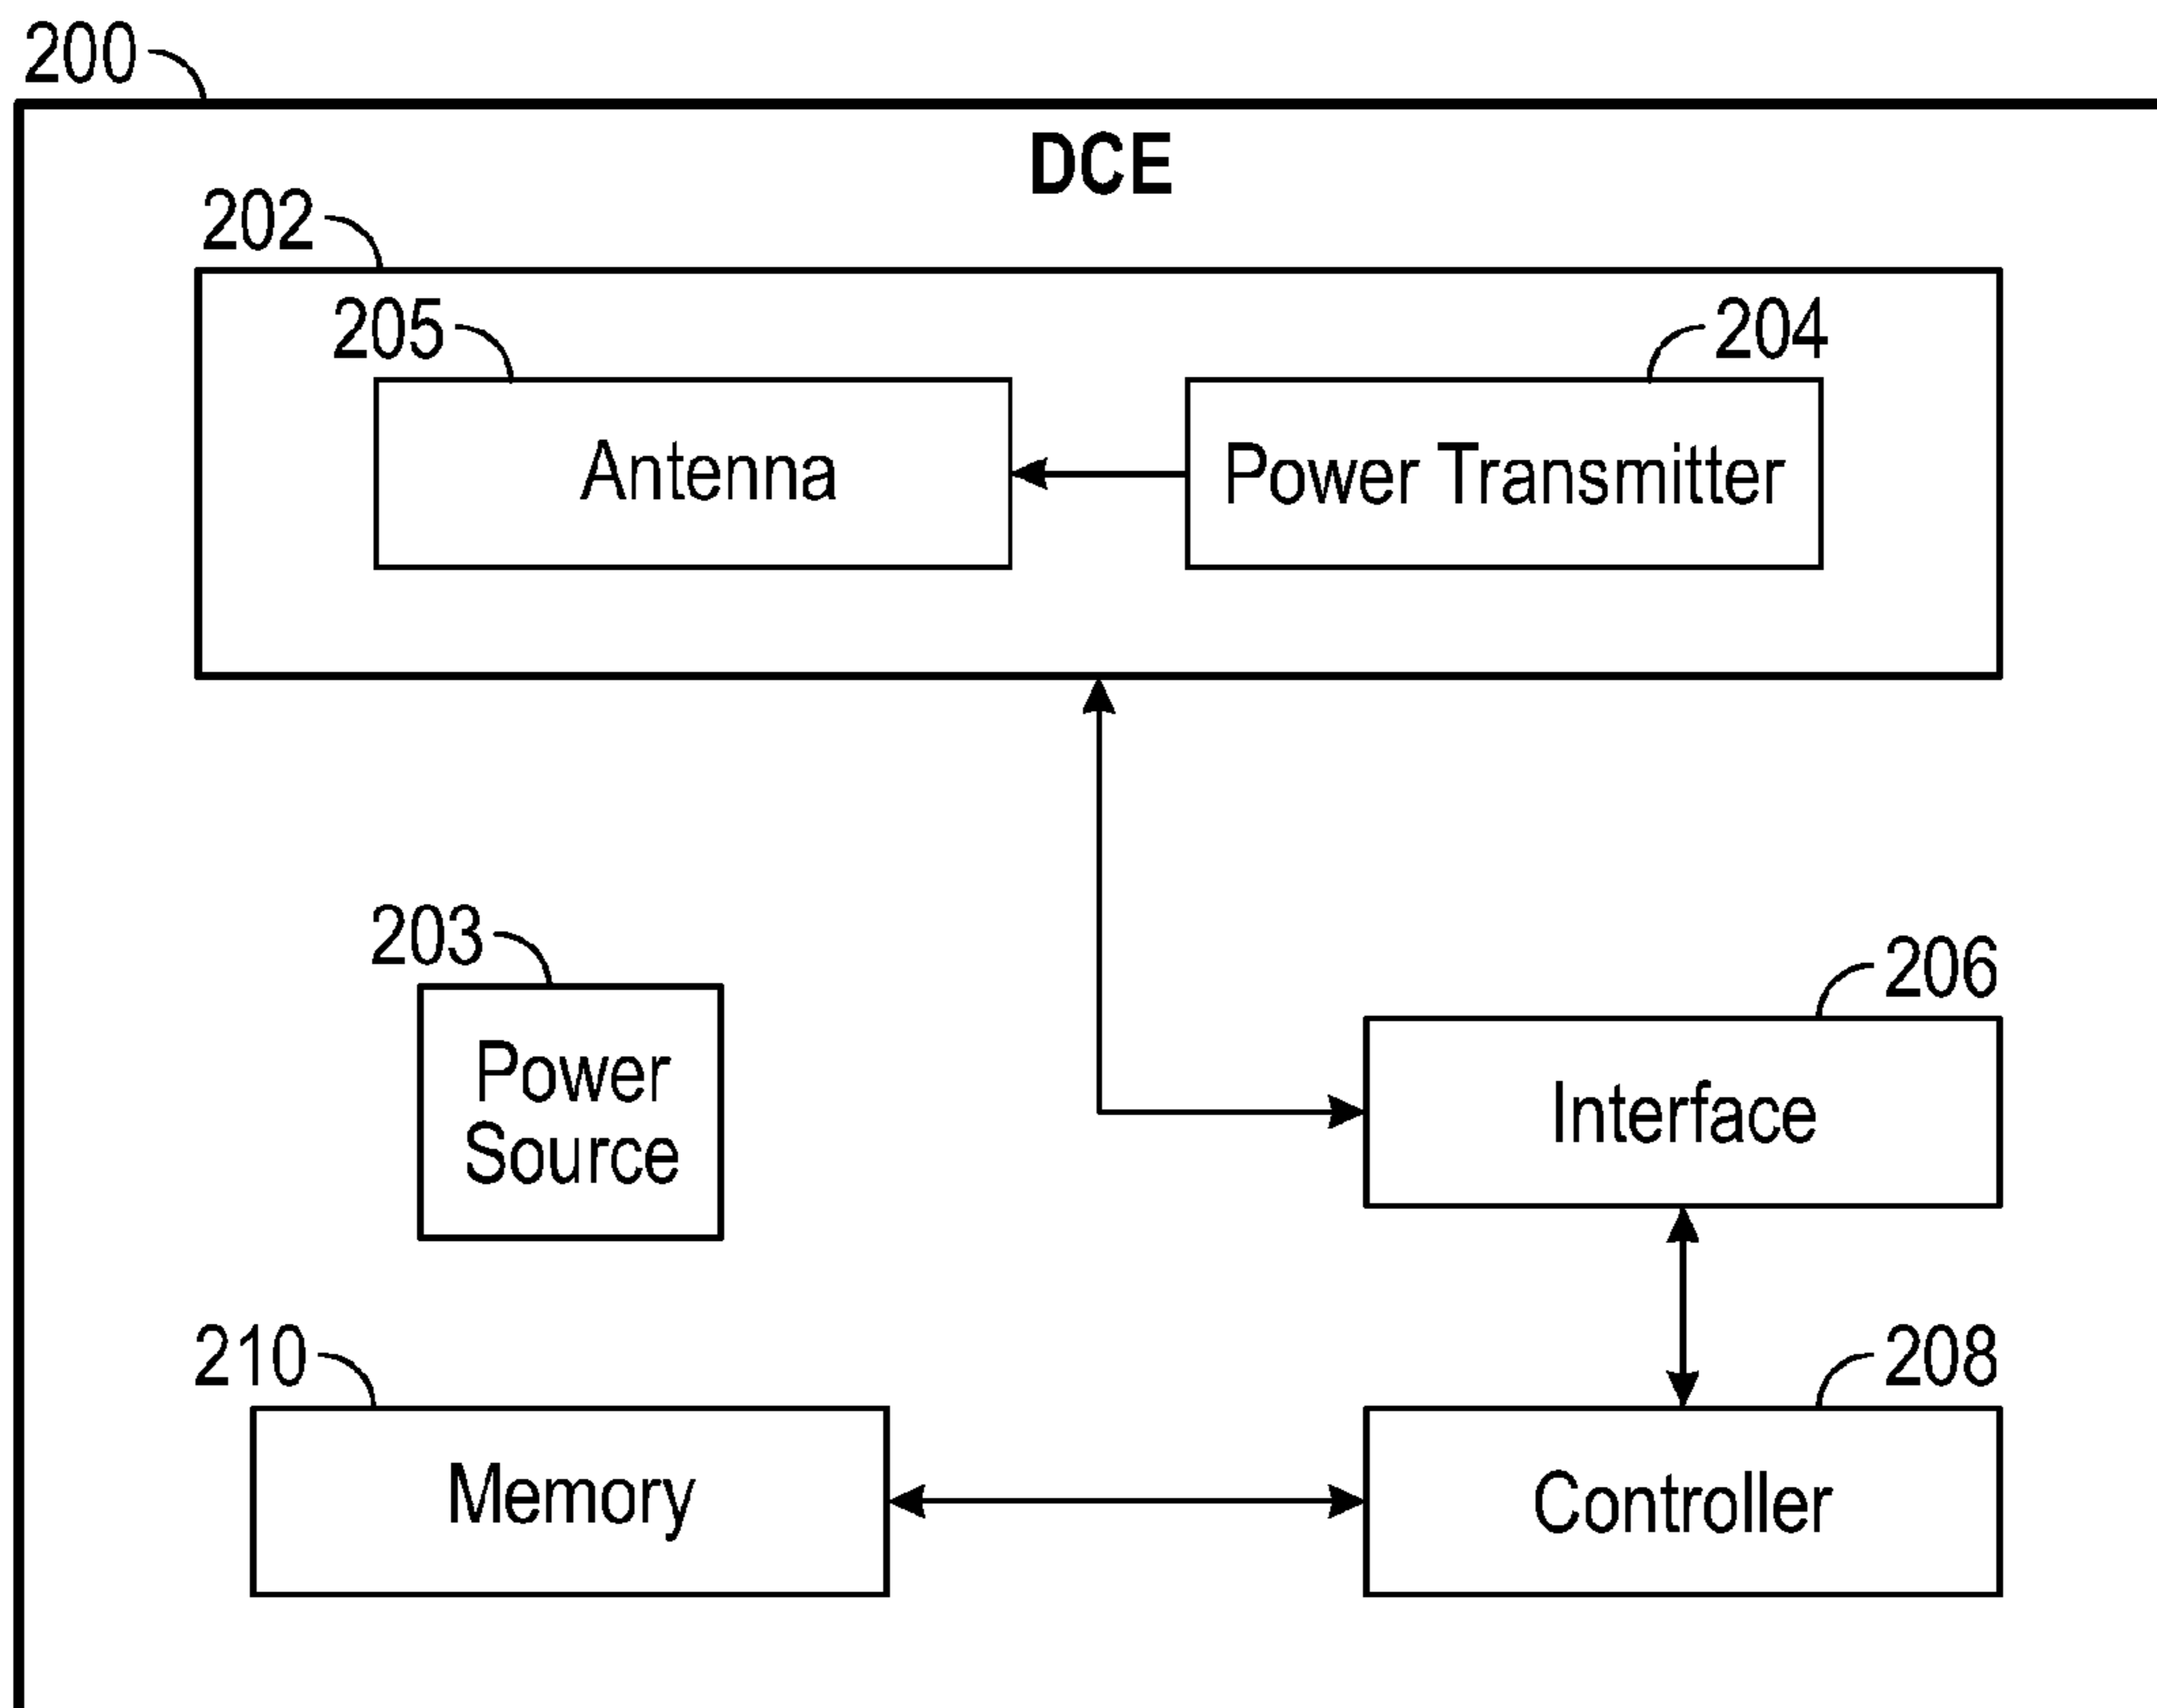 200
DCE
202
205
204
Antenna
Power Transmitter
203
206
Power
Source
Interface
210
208
Memory
Controller